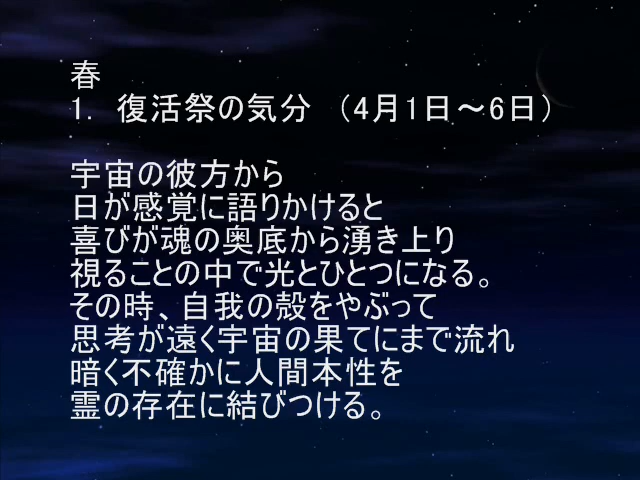 春
1. 復活祭の気分 (4月1日～6日)
宇宙の彼方から
日が感覚に語りかけると
喜びが魂の奥底から湧き上り
視ることの中で光とひとつになる。
その時、自我の殻をやぶって
思考が遠く宇宙の果てにまで流れ
暗く不確かに人間本性を
霊の存在に結びつける。